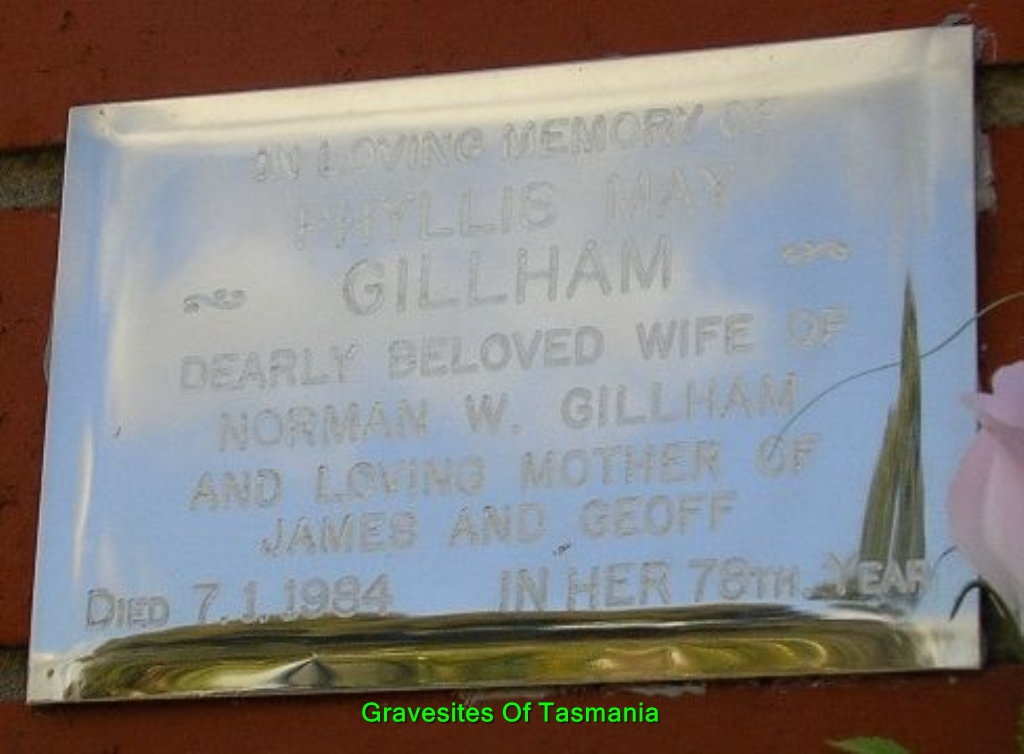 IN LOVING MEMORY OF
PHYLLIS MAY
GILLHAM
DEARLY BELOVED WIFE OF
NORMAN W. GILLHAM
AND LOVING MOTHER OF
JAMES AND GEOFF
DIED 7.1.1984 IN HER 78TH YEAR
Gravesites Of Tasmania